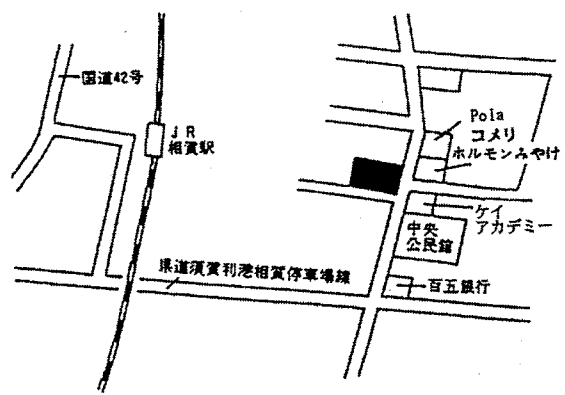 国道42号
JR
相賀駅
Pola
コメリ
ホルモンみやけ
ケイ
アカデミー
中央
公民館
県道須賀利港相賀停車場線
百五銀行